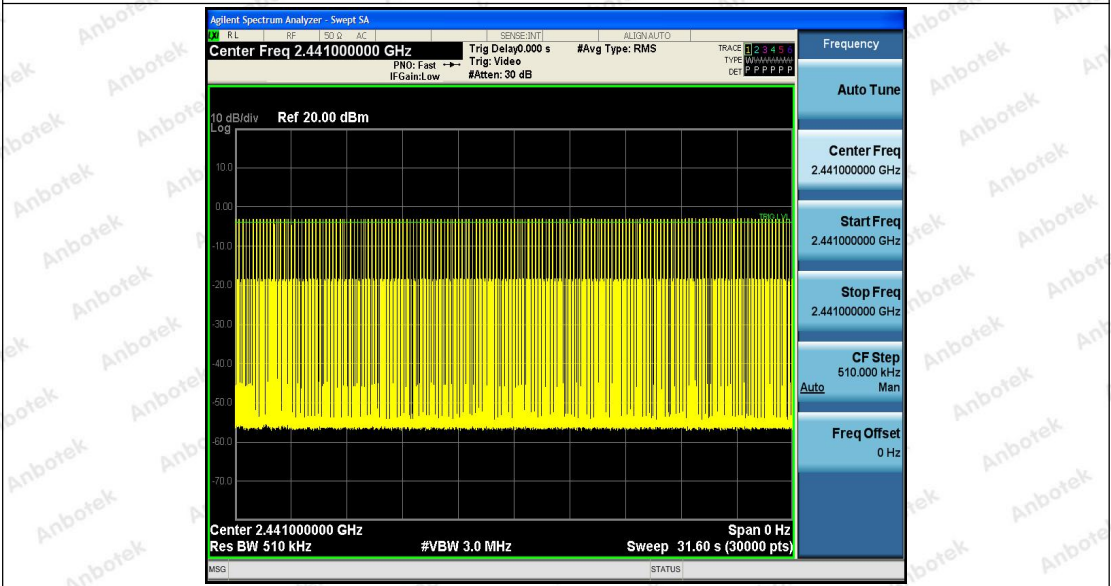 Agilent Spectrum Analyzer - Swept SA
RL RF 50 Ω AC SENSE:INT ALIGN AUTO
Center Freq 2.441000000 GHz
PNO: Fast
IFGain:Low
Trig Delay0.000 s
Trig: Video
#Atten: 30 dB
#Avg Type: RMS
TRACE 1 2 3 4 5 6
TYPE
DET P P P P P P
10 dB/div
Log
Ref 20.00 dBm
10.0
0.00
TRIG LVL
-10.0
-20.0
-30.0
-40.0
-50.0
-60.0
-70.0
Center 2.441000000 GHz
Span 0 Hz
Res BW 510 kHz
#VBW 3.0 MHz
Sweep 31.60 s (30000 pts)
MSG
STATUS
Frequency
Auto Tune
Center Freq
2.441000000 GHz
Start Freq
2.441000000 GHz
Stop Freq
2.441000000 GHz
CF Step
510.000 kHz
Auto Man
Freq Offset
0 Hz
Anbotek